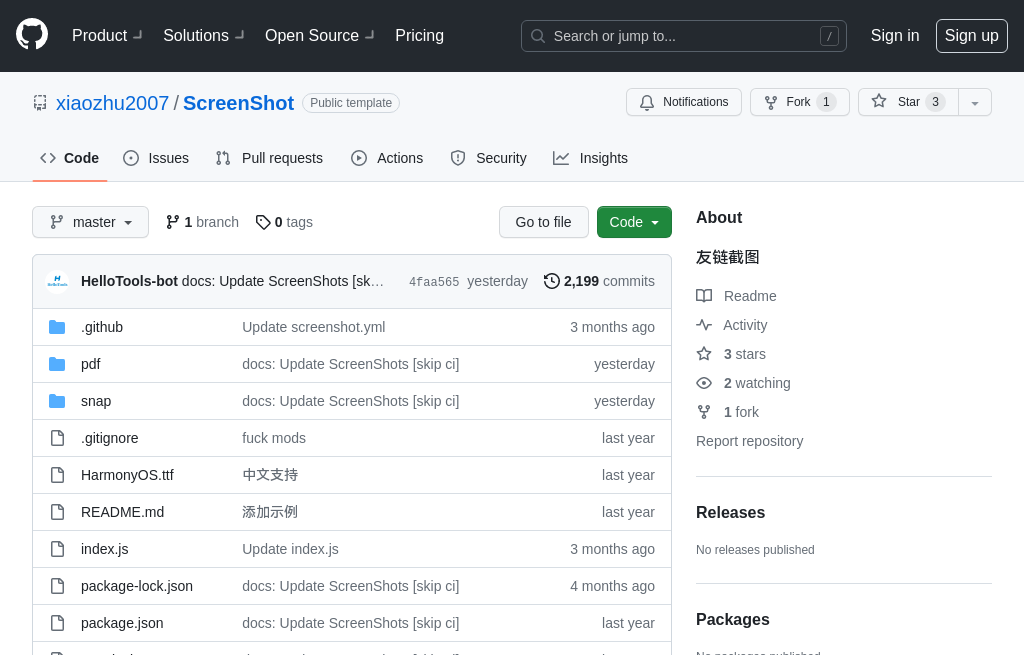 Product Solutions Open Source Pricing Search or jump to... / Sign in Sign up
xiaozhu2007 / ScreenShot Public template Notifications Fork 1 Star 3
Code Issues Pull requests Actions Security Insights
master 1 branch 0 tags Go to file Code
HelloTools-bot docs: Update ScreenShots [sk… 4faa565 yesterday 2,199 commits
.github Update screenshot.yml 3 months ago
pdf docs: Update ScreenShots [skip ci] yesterday
snap docs: Update ScreenShots [skip ci] yesterday
.gitignore fuck mods last year
HarmonyOS.ttf 中文支持 last year
README.md 添加示例 last year
index.js Update index.js 3 months ago
package-lock.json docs: Update ScreenShots [skip ci] 4 months ago
package.json docs: Update ScreenShots [skip ci] last year
About
友链截图
Readme
Activity
3 stars
2 watching
1 fork
Report repository
Releases
No releases published
Packages
No packages published